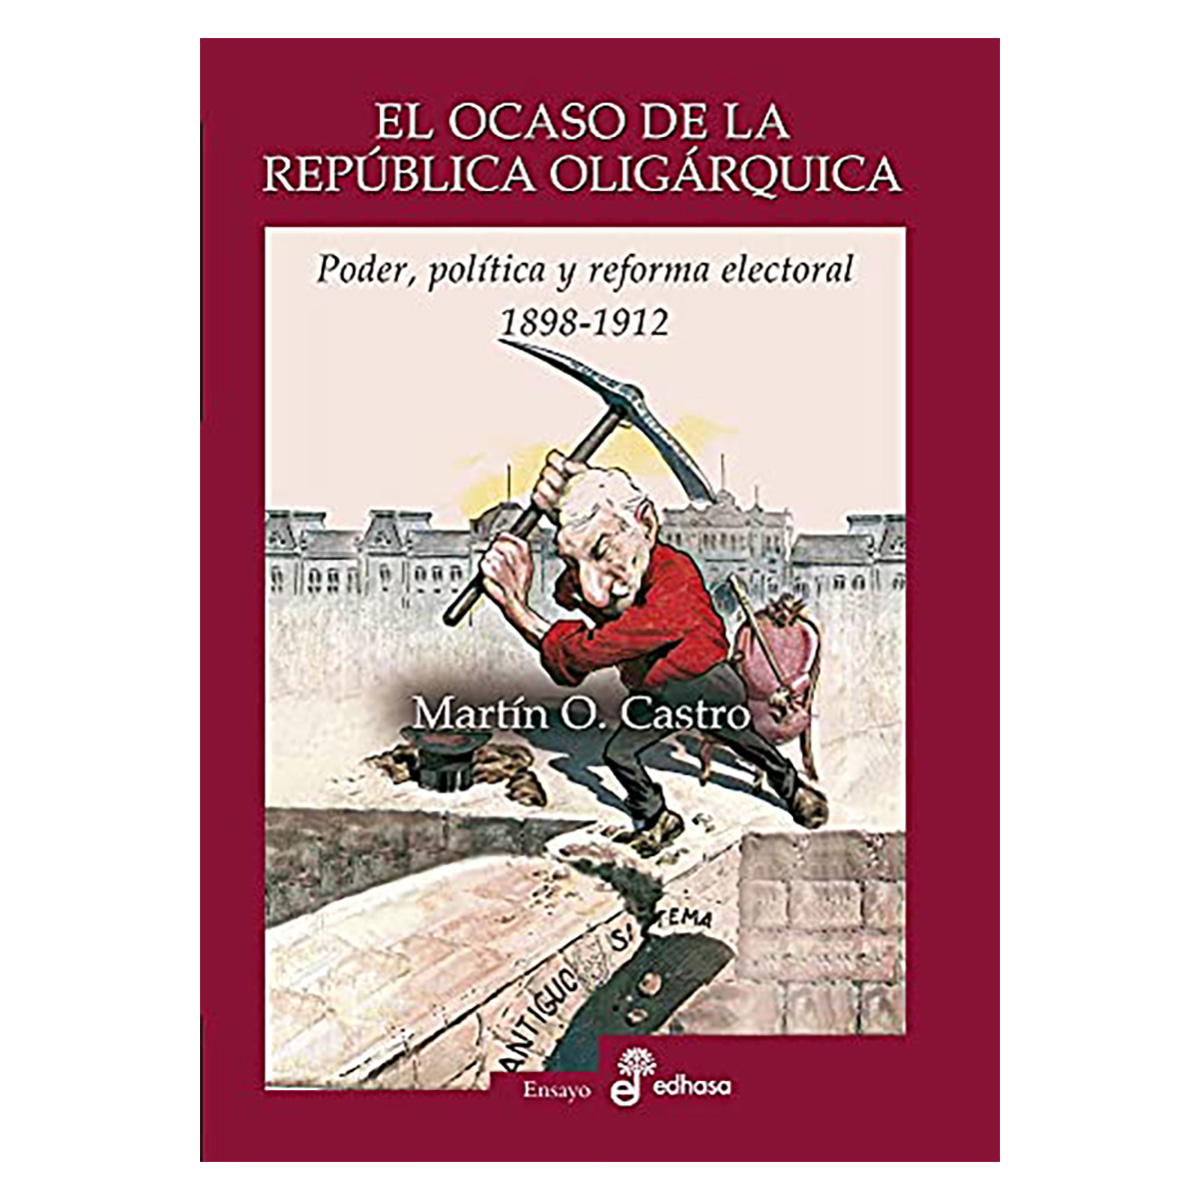 EL OCASO DE LA
REPÚBLICA OLIGÁRQUICA
Poder, política y reforma electoral
1898-1912
Martín O. Castro
ANTIGUO SISTEMA
Ensayo
edhasa